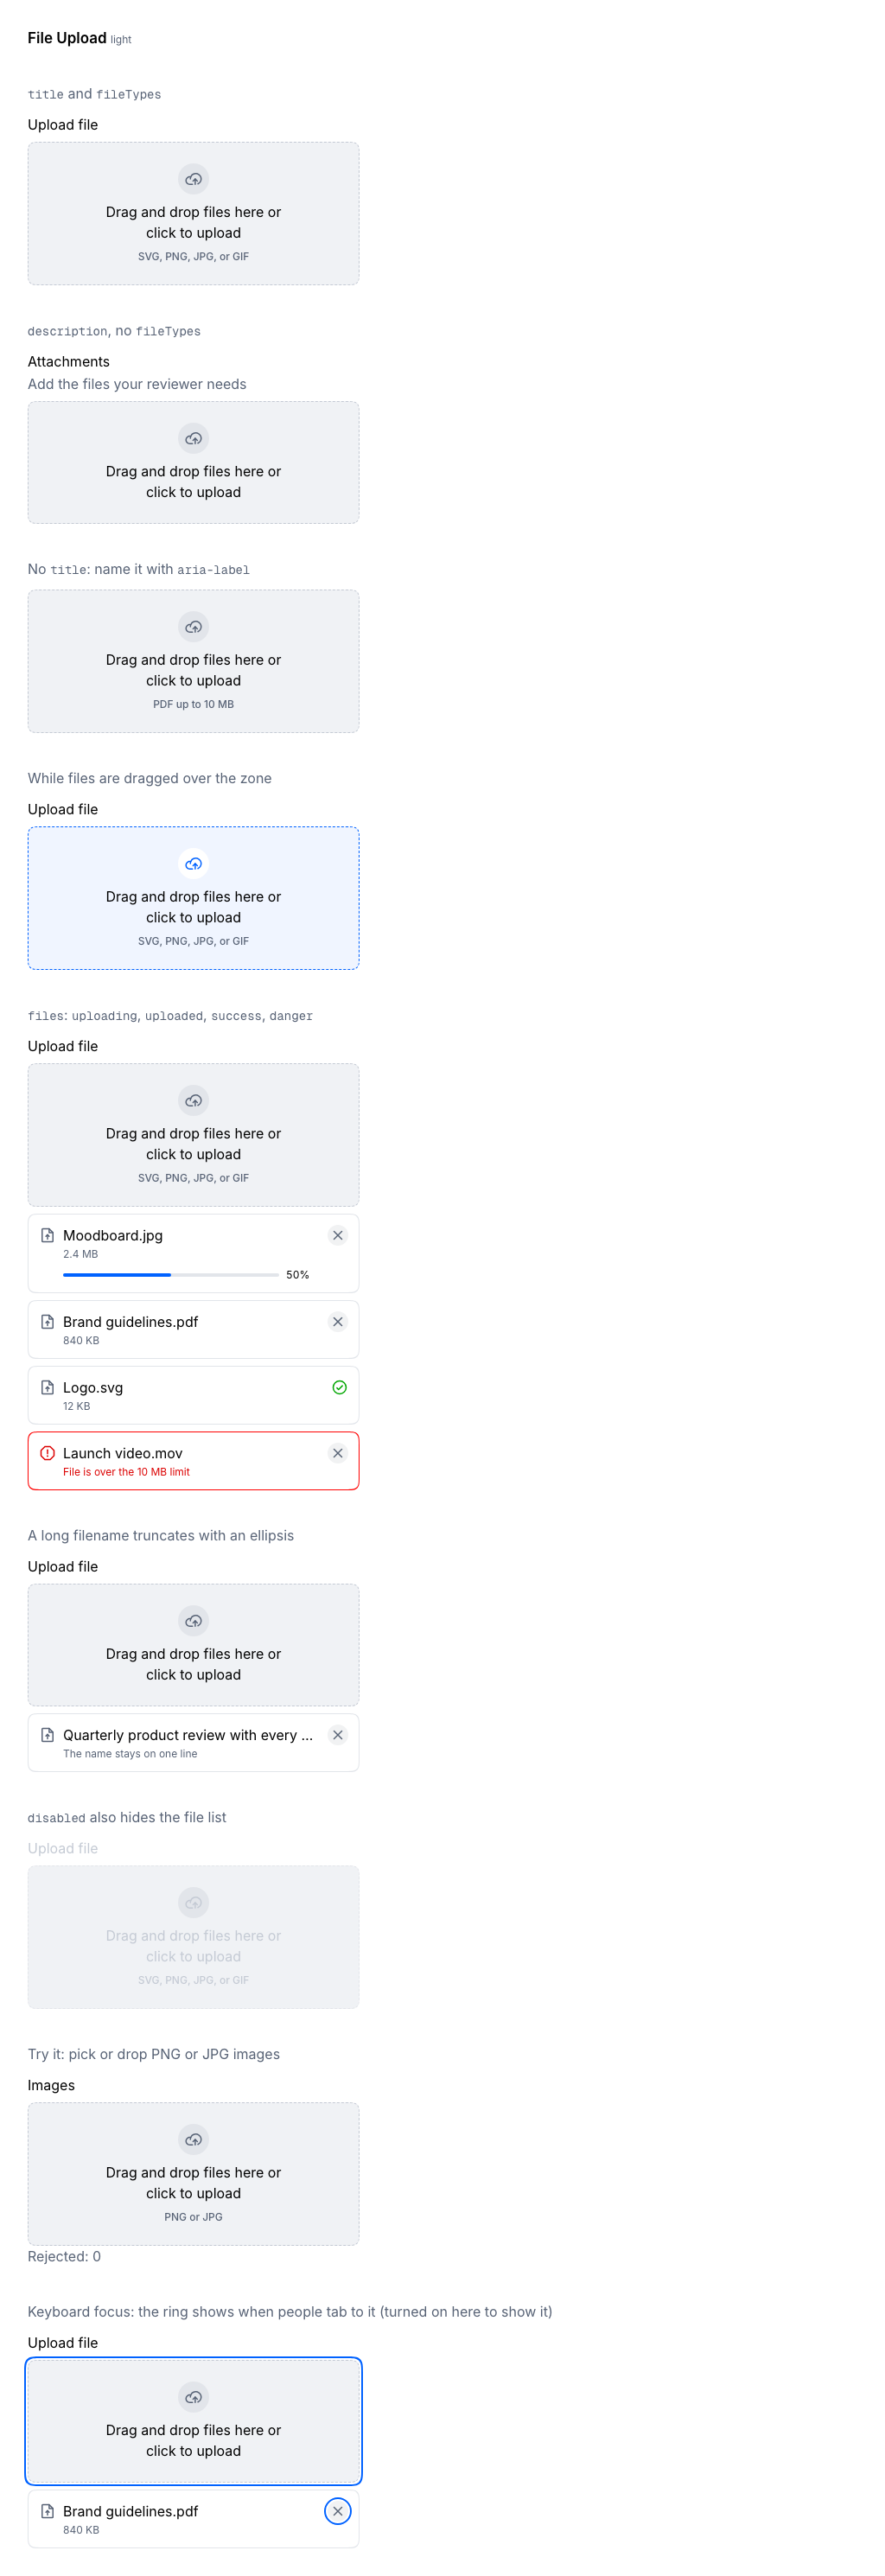 File Upload light
title and fileTypes
Upload file
Drag and drop files here or
click to upload
SVG, PNG, JPG, or GIF
description, no fileTypes
Attachments
Add the files your reviewer needs
Drag and drop files here or
click to upload
No title: name it with aria-label
Drag and drop files here or
click to upload
PDF up to 10 MB
While files are dragged over the zone
Upload file
Drag and drop files here or
click to upload
SVG, PNG, JPG, or GIF
files: uploading, uploaded, success, danger
Upload file
Drag and drop files here or
click to upload
SVG, PNG, JPG, or GIF
Moodboard.jpg
2.4 MB
50%
Brand guidelines.pdf
840 KB
Logo.svg
12 KB
Launch video.mov
File is over the 10 MB limit
A long filename truncates with an ellipsis
Upload file
Drag and drop files here or
click to upload
Quarterly product review with every ...
The name stays on one line
disabled also hides the file list
Upload file
Drag and drop files here or
click to upload
SVG, PNG, JPG, or GIF
Try it: pick or drop PNG or JPG images
Images
Drag and drop files here or
click to upload
PNG or JPG
Rejected: 0
Keyboard focus: the ring shows when people tab to it (turned on here to show it)
Upload file
Drag and drop files here or
click to upload
Brand guidelines.pdf
840 KB